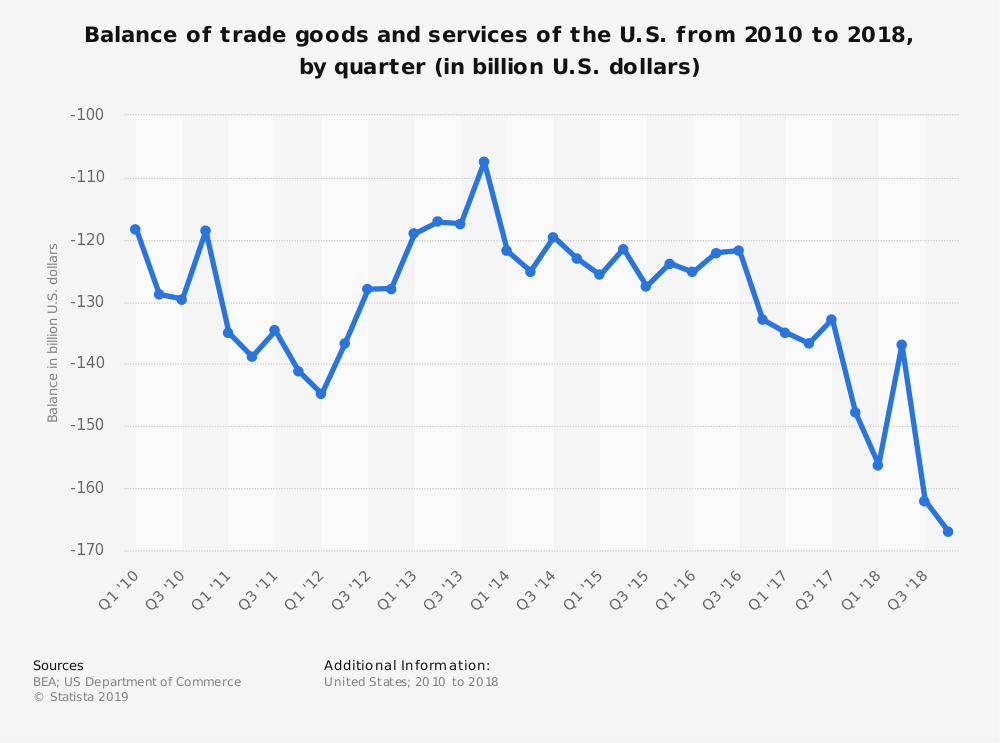 Balance of trade goods and services of the U.S. from 2010 to 2018,
by quarter (in billion U.S. dollars)
Balance in billion U.S. dollars
-100
-110
-120
-130
-140
-150
-160
-170
Q1 '10
Q3 '10
Q1 '11
Q3 '11
Q1 '12
Q3 '12
Q1 '13
Q3 '13
Q1 '14
Q3 '14
Q1 '15
Q3 '15
Q1 '16
Q3 '16
Q1 '17
Q3 '17
Q1 '18
Q3 '18
Sources
BEA; US Department of Commerce
© Statista 2019
Additional Information:
United States; 2010 to 2018